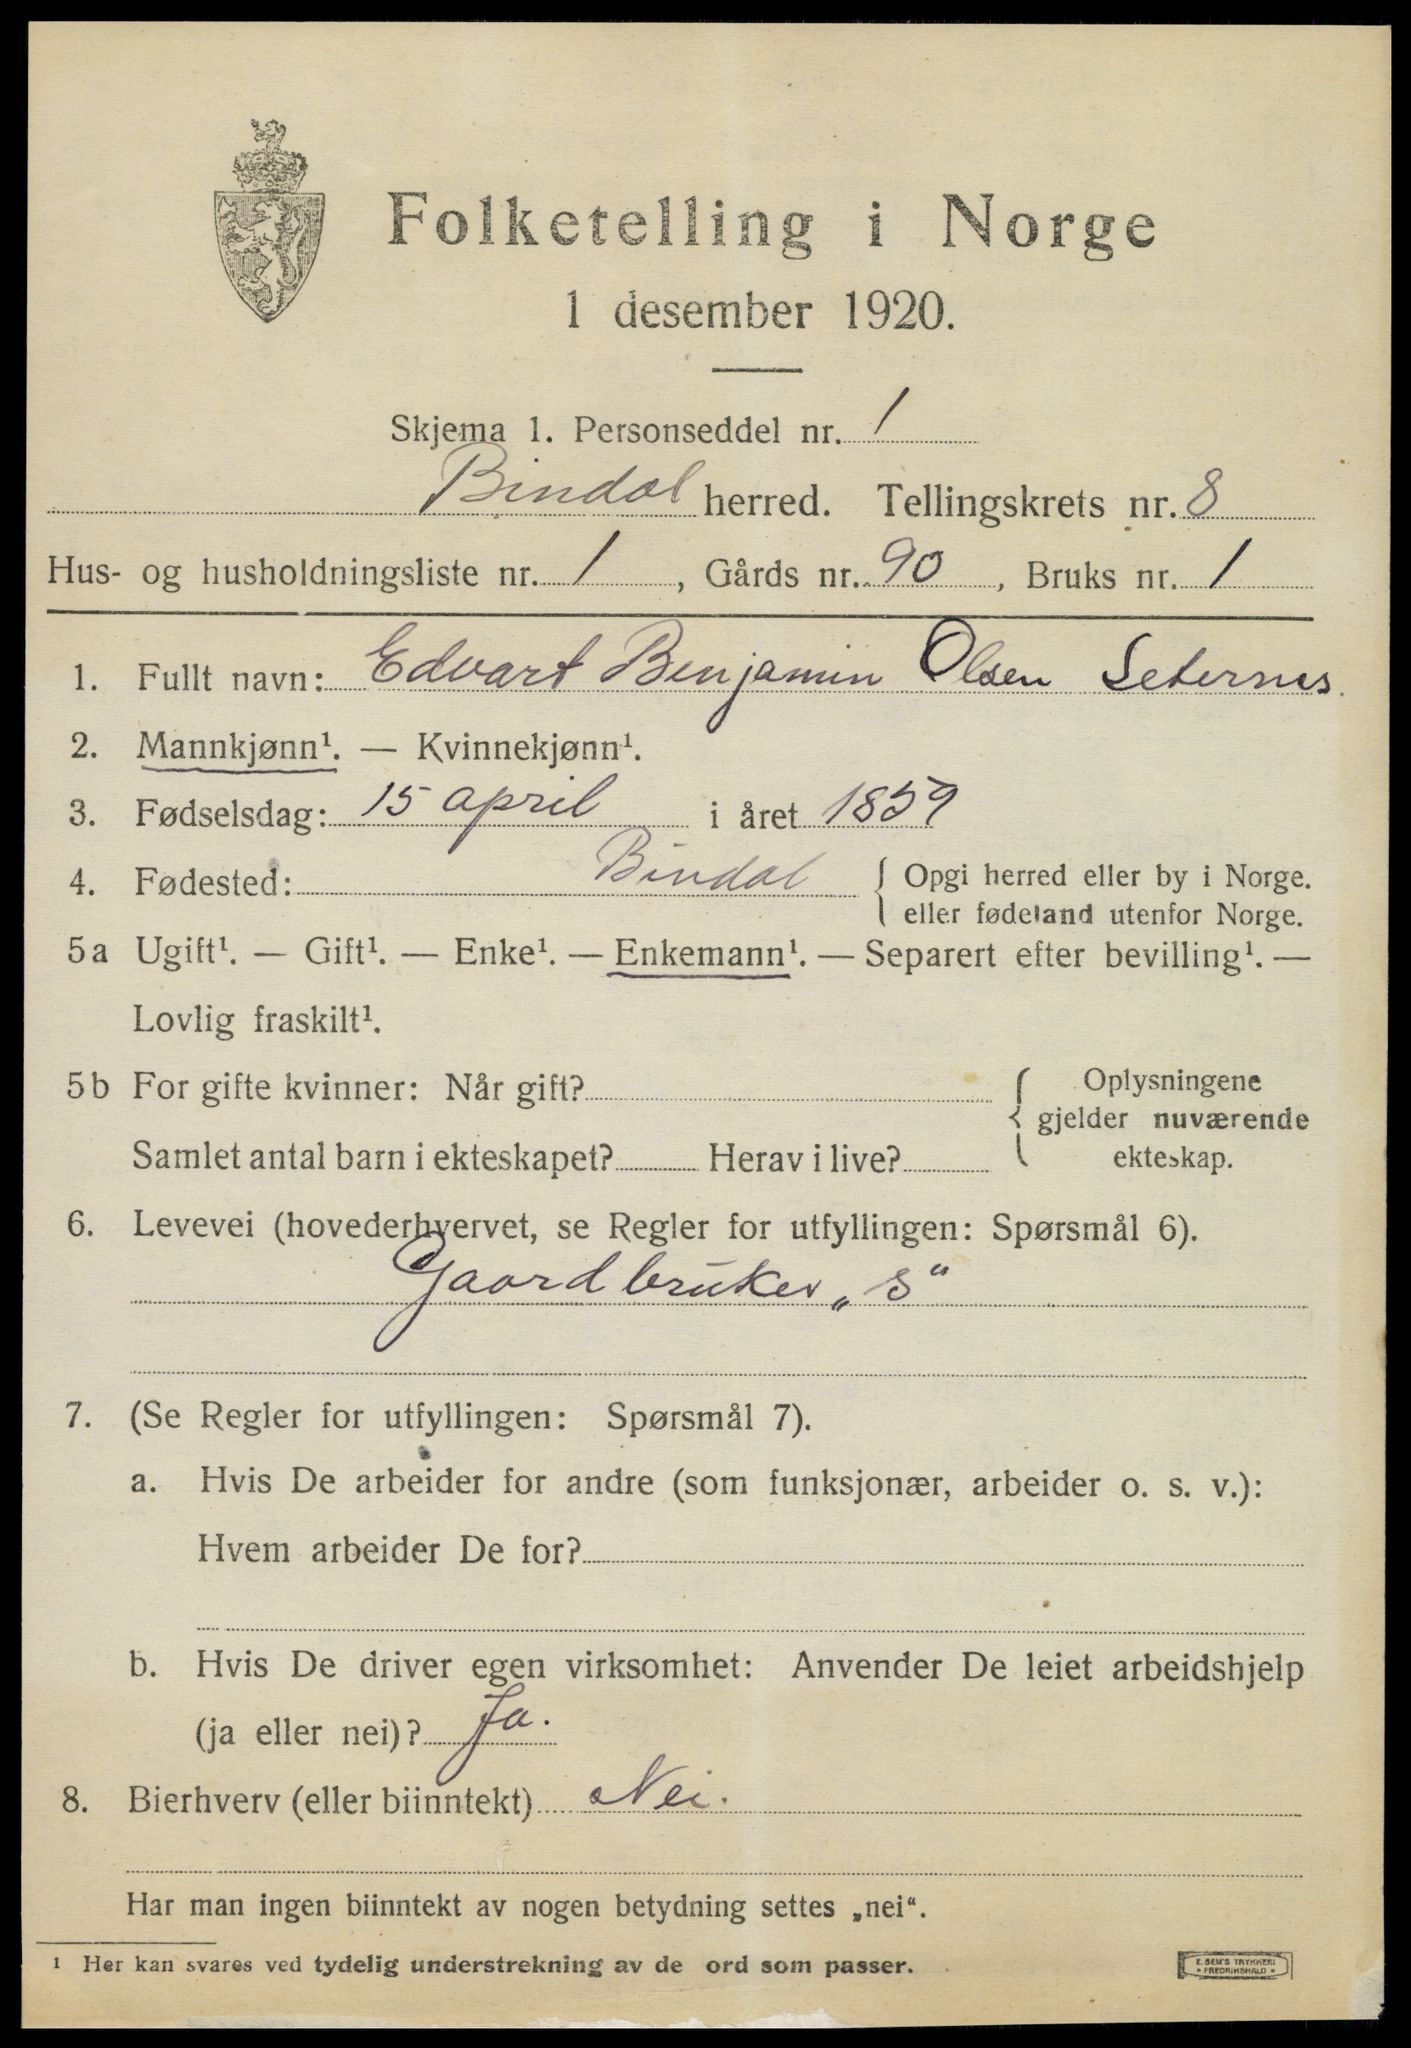 Folketelling i Norge
1 desember 1920.
Skjema 1. Personseddel nr. 1
Bindal herred. Tellingskrets nr. 8
Hus- og husholdningsliste nr. 1, Gårds nr. 90, Bruks nr. 1
1. Fullt navn: Edvart Benjamin Olsen Seternes.
2. Mannkjønn¹. — Kvinnekjønn¹.
3. Fødselsdag: 15 april i året 1859
4. Fødested: Bindal { Opgi herred eller by i Norge.
eller fødeland utenfor Norge.
5a Ugift¹. — Gift¹. — Enke¹. — Enkemann¹. — Separert efter bevilling¹. —
Lovlig fraskilt¹.
5b For gifte kvinner: Når gift? { Oplysningene
gjelder nuværende
Samlet antal barn i ekteskapet? Herav i live? ekteskap.
6. Levevei (hovederhvervet, se Regler for utfyllingen: Spørsmål 6).
Gaardbruker „S“
7. (Se Regler for utfyllingen: Spørsmål 7).
a. Hvis De arbeider for andre (som funksjonær, arbeider o. s. v.):
Hvem arbeider De for?
b. Hvis De driver egen virksomhet: Anvender De leiet arbeidshjelp
(ja eller nei)? Ja.
8. Bierhverv (eller biinntekt) Nei.
Har man ingen biinntekt av nogen betydning settes „nei“.
¹ Her kan svares ved tydelig understrekning av de ord som passer.
E. SEM'S TRYKKERI
• FREDRIKSHALD •